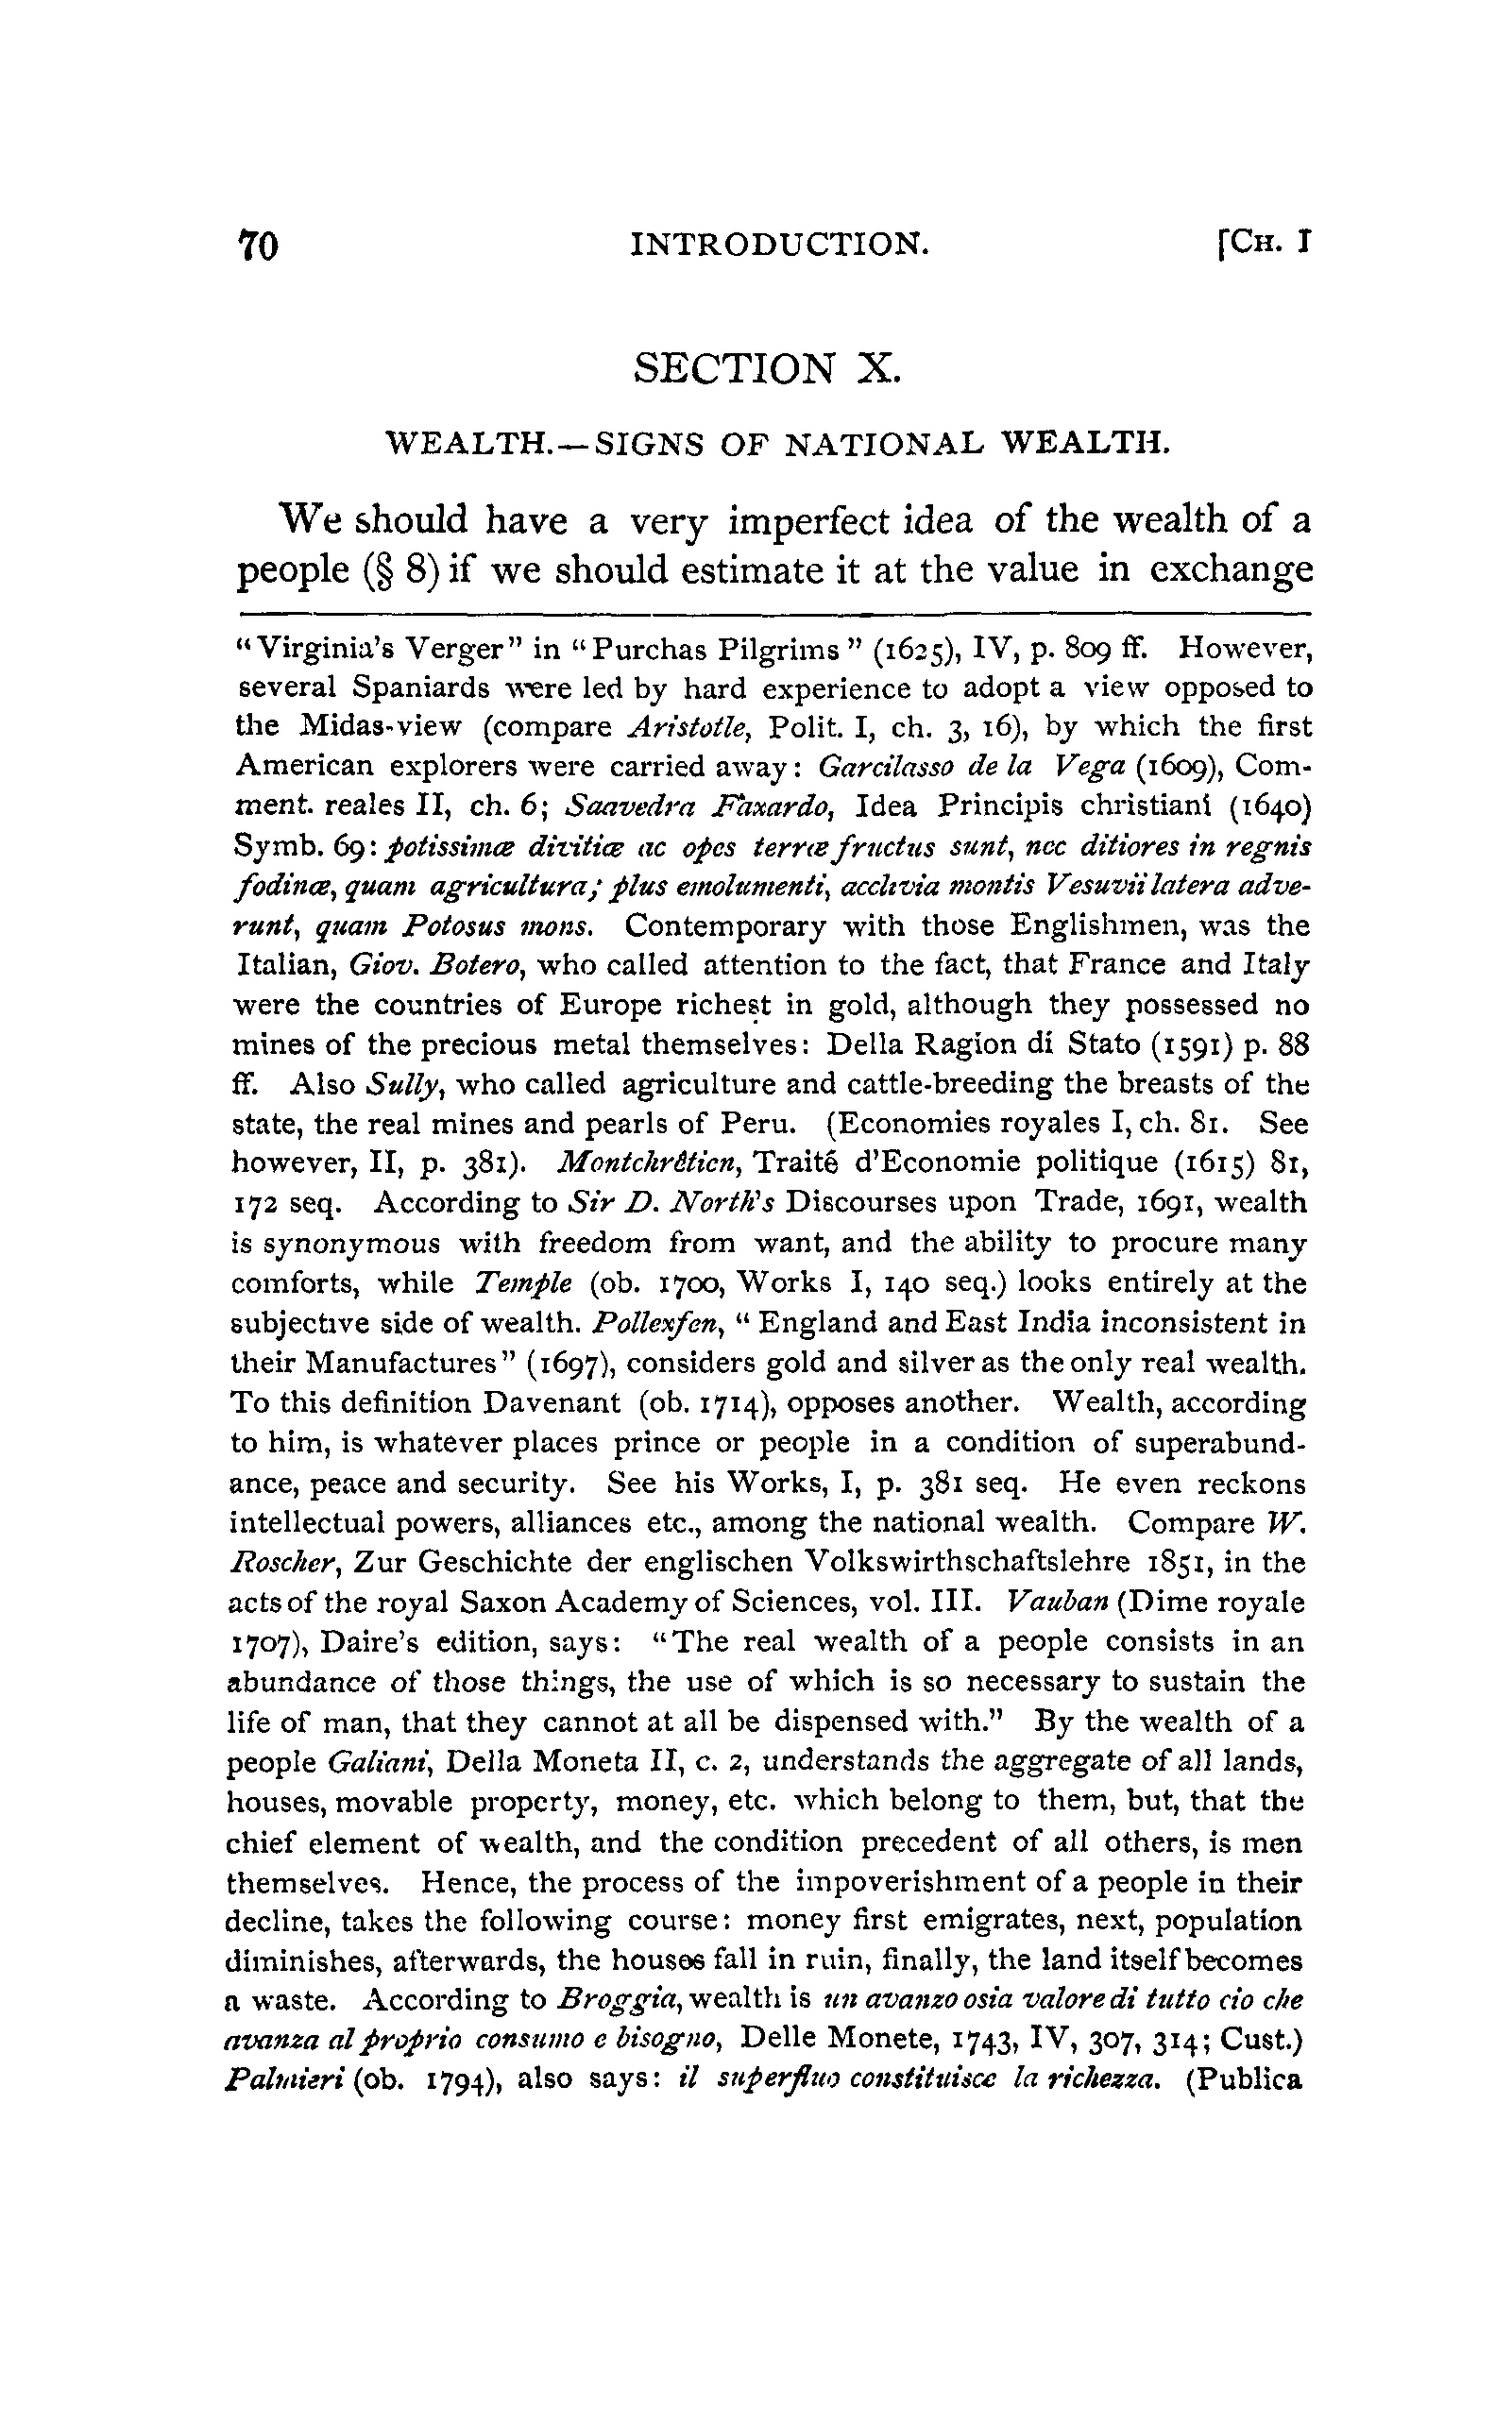 70 INTRODUCTION. [CH. I
SECTION X.
WEALTH.—SIGNS OF NATIONAL WEALTH.
We should have a very imperfect idea of the wealth of a
people (§ 8) if we should estimate it at the value in exchange
“Virginia’s Verger” in “Purchas Pilgrims” (1625), IV, p. 809 ff. However,
several Spaniards were led by hard experience to adopt a view opposed to
the Midas-view (compare Aristotle, Polit. I, ch. 3, 16), by which the first
American explorers were carried away: Garcilasso de la Vega (1609), Com-
ment. reales II, ch. 6; Saavedra Faxardo, Idea Principis christiani (1640)
Symb. 69: potissimæ divitiæ ac opes terræ fructus sunt, nec ditiores in regnis
fodinæ, quam agricultura; plus emolumenti, acclivia montis Vesuvii latera adve-
runt, quam Potosus mons. Contemporary with those Englishmen, was the
Italian, Giov. Botero, who called attention to the fact, that France and Italy
were the countries of Europe richest in gold, although they possessed no
mines of the precious metal themselves: Della Ragion di Stato (1591) p. 88
ff. Also Sully, who called agriculture and cattle-breeding the breasts of the
state, the real mines and pearls of Peru. (Economies royales I, ch. 81. See
however, II, p. 381). Montchrêtien, Traité d’Economie politique (1615) 81,
172 seq. According to Sir D. North’s Discourses upon Trade, 1691, wealth
is synonymous with freedom from want, and the ability to procure many
comforts, while Temple (ob. 1700, Works I, 140 seq.) looks entirely at the
subjective side of wealth. Pollexfen, “England and East India inconsistent in
their Manufactures” (1697), considers gold and silver as the only real wealth.
To this definition Davenant (ob. 1714), opposes another. Wealth, according
to him, is whatever places prince or people in a condition of superabund-
ance, peace and security. See his Works, I, p. 381 seq. He even reckons
intellectual powers, alliances etc., among the national wealth. Compare W.
Roscher, Zur Geschichte der englischen Volkswirthschaftslehre 1851, in the
acts of the royal Saxon Academy of Sciences, vol. III. Vauban (Dime royale
1707), Daire’s edition, says: “The real wealth of a people consists in an
abundance of those things, the use of which is so necessary to sustain the
life of man, that they cannot at all be dispensed with.” By the wealth of a
people Galiani, Della Moneta II, c. 2, understands the aggregate of all lands,
houses, movable property, money, etc. which belong to them, but, that the
chief element of wealth, and the condition precedent of all others, is men
themselves. Hence, the process of the impoverishment of a people in their
decline, takes the following course: money first emigrates, next, population
diminishes, afterwards, the houses fall in ruin, finally, the land itself becomes
a waste. According to Broggia, wealth is un avanzo osia valore di tutto cio che
avanza al proprio consumo e bisogno, Delle Monete, 1743, IV, 307, 314; Cust.)
Palmieri (ob. 1794), also says: il superfluo constituisce la richezza. (Publica